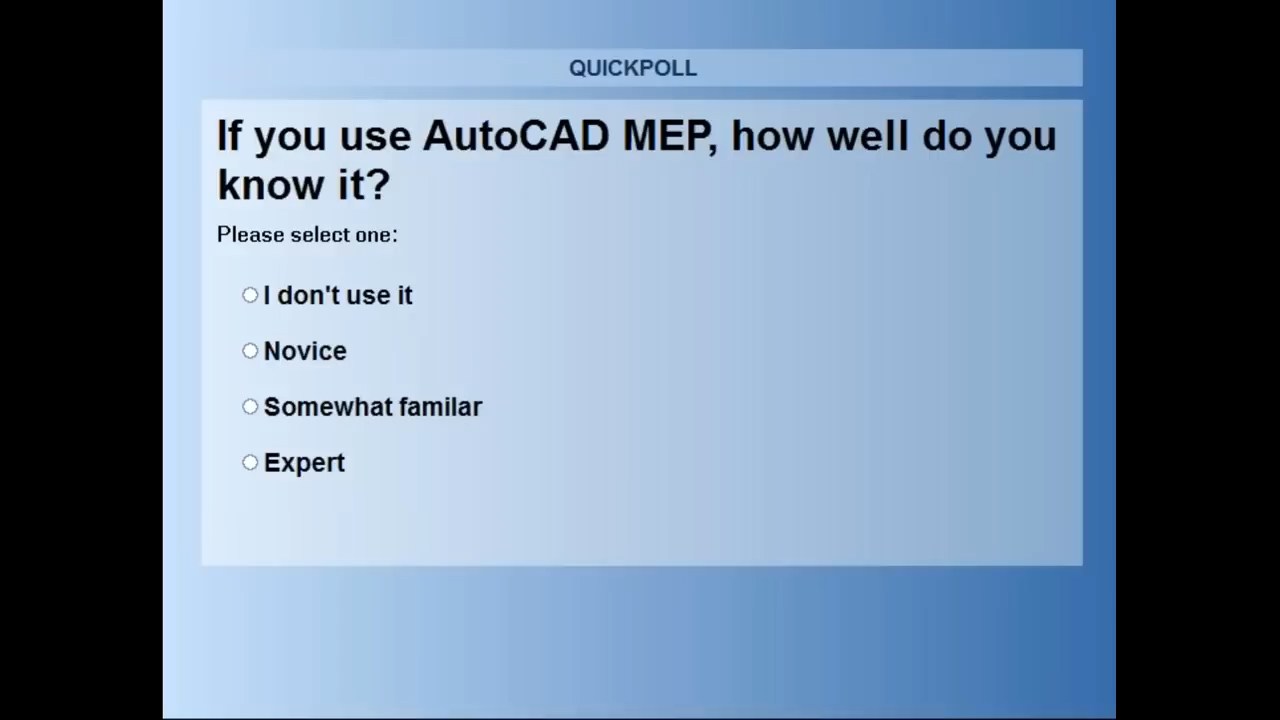 QUICKPOLL
If you use AutoCAD MEP, how well do you
know it?
Please select one:
I don't use it
Novice
Somewhat familar
Expert